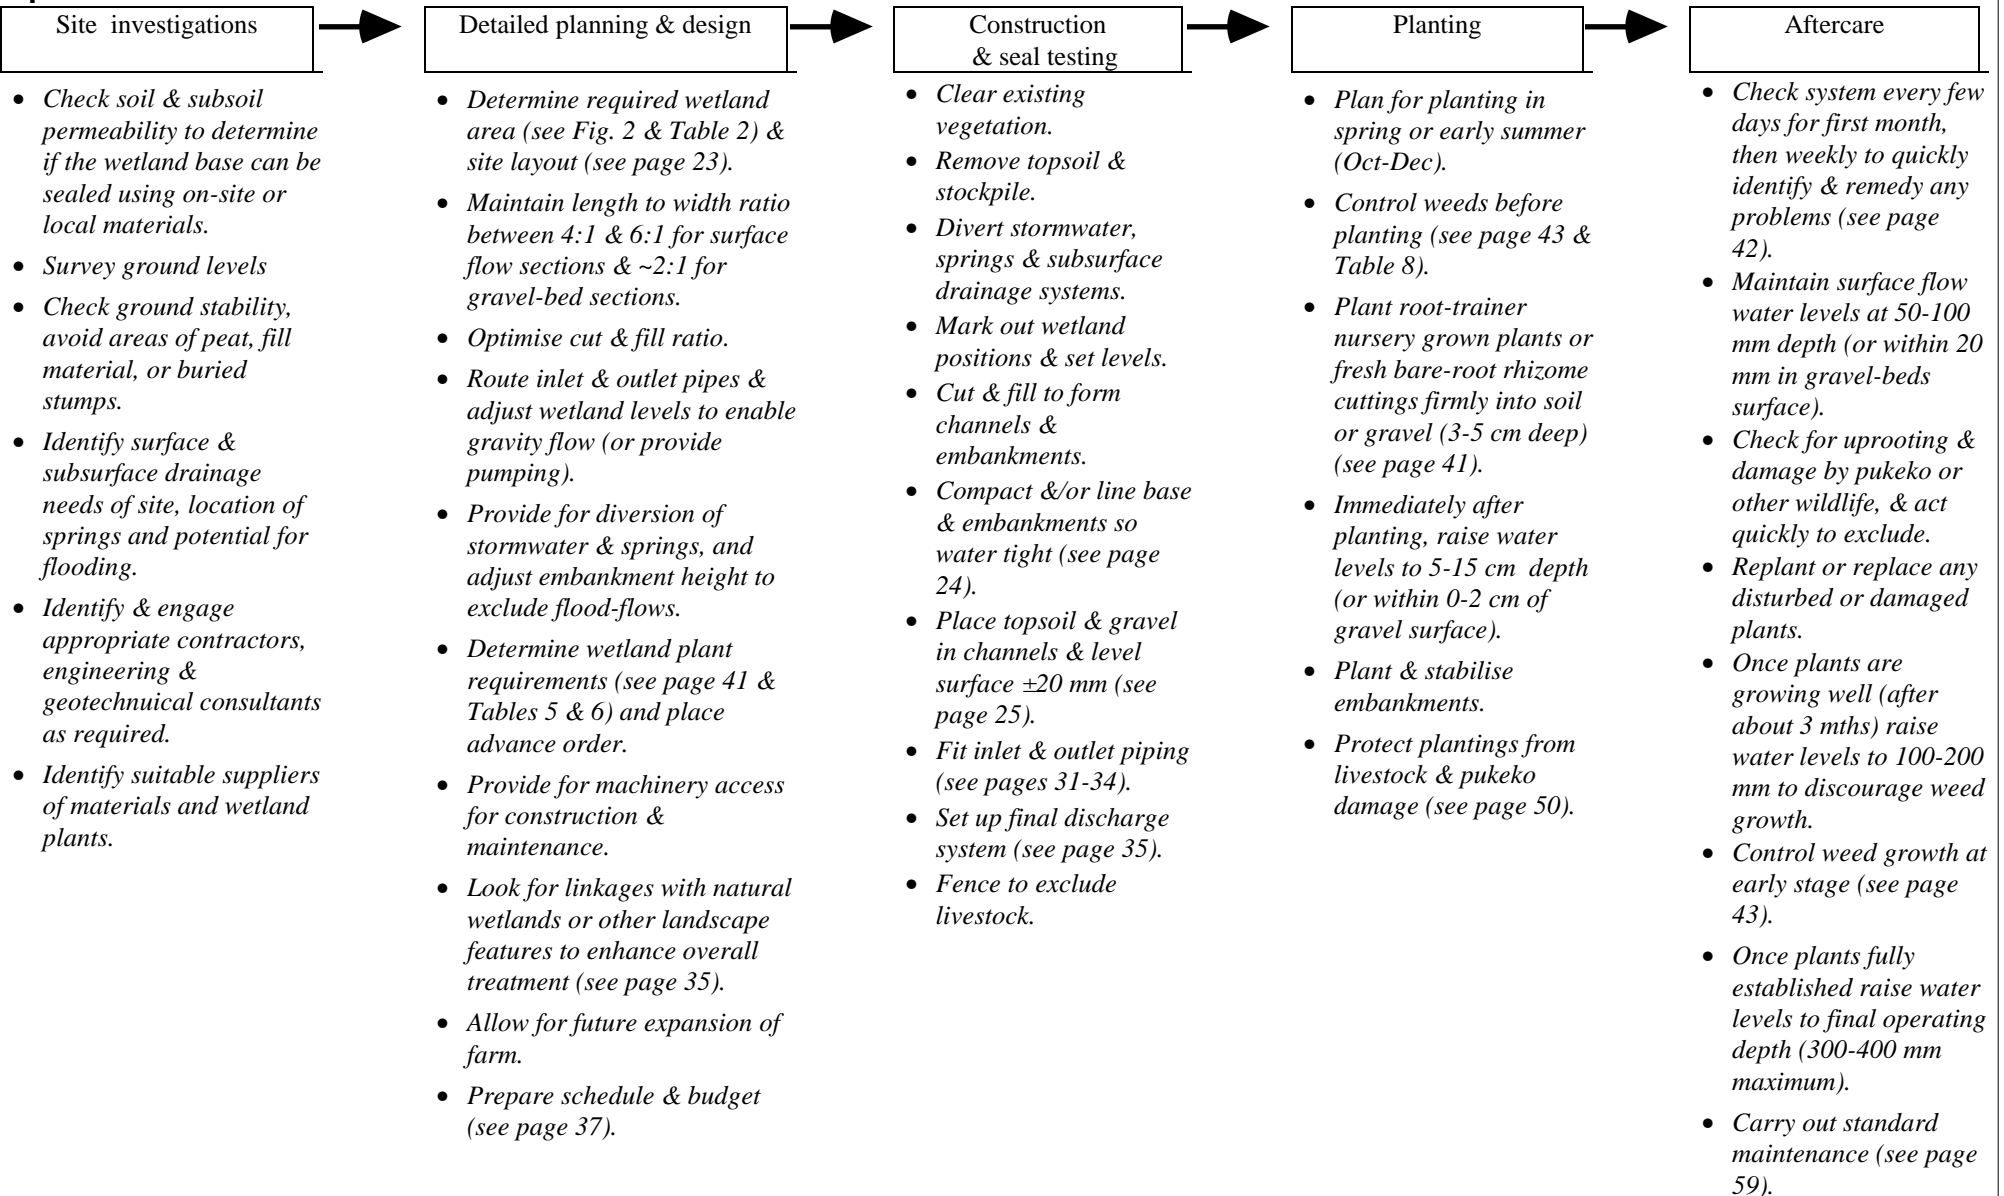 Site  investigations
• Check soil & subsoil
permeability to determine
if the wetland base can be
sealed using on-site or
local materials.
• Survey ground levels
• Check ground stability,
avoid areas of peat, fill
material, or buried
stumps.
• Identify surface &
subsurface drainage
needs of site, location of
springs and potential for
flooding.
• Identify & engage
appropriate contractors,
engineering &
geotechnuical consultants
as required.
• Identify suitable suppliers
of materials and wetland
plants.
Detailed planning & design
• Determine required wetland
area (see Fig. 2 & Table 2) &
site layout (see page 23).
• Maintain length to width ratio
between 4:1 & 6:1 for surface
flow sections & ~2:1 for
gravel-bed sections.
• Optimise cut & fill ratio.
• Route inlet & outlet pipes &
adjust wetland levels to enable
gravity flow (or provide
pumping).
• Provide for diversion of
stormwater & springs, and
adjust embankment height to
exclude flood-flows.
• Determine wetland plant
requirements (see page 41 &
Tables 5 & 6) and place
advance order.
• Provide for machinery access
for construction &
maintenance.
• Look for linkages with natural
wetlands or other landscape
features to enhance overall
treatment (see page 35).
• Allow for future expansion of
farm.
• Prepare schedule & budget
(see page 37).
Construction
& seal testing
• Clear existing
vegetation.
• Remove topsoil &
stockpile.
• Divert stormwater,
springs & subsurface
drainage systems.
• Mark out wetland
positions & set levels.
• Cut & fill to form
channels &
embankments.
• Compact &/or line base
& embankments so
water tight (see page
24).
• Place topsoil & gravel
in channels & level
surface ±20 mm (see
page 25).
• Fit inlet & outlet piping
(see pages 31-34).
• Set up final discharge
system (see page 35).
• Fence to exclude
livestock.
Planting
• Plan for planting in
spring or early summer
(Oct-Dec).
• Control weeds before
planting (see page 43 &
Table 8).
• Plant root-trainer
nursery grown plants or
fresh bare-root rhizome
cuttings firmly into soil
or gravel (3-5 cm deep)
(see page 41).
• Immediately after
planting, raise water
levels to 5-15 cm  depth
(or within 0-2 cm of
gravel surface).
• Plant & stabilise
embankments.
• Protect plantings from
livestock & pukeko
damage (see page 50).
Aftercare
• Check system every few
days for first month,
then weekly to quickly
identify & remedy any
problems (see page
42).
• Maintain surface flow
water levels at 50-100
mm depth (or within 20
mm in gravel-beds
surface).
• Check for uprooting &
damage by pukeko or
other wildlife, & act
quickly to exclude.
• Replant or replace any
disturbed or damaged
plants.
• Once plants are
growing well (after
about 3 mths) raise
water levels to 100-200
mm to discourage weed
growth.
• Control weed growth at
early stage (see page
43).
• Once plants fully
established raise water
levels to final operating
depth (300-400 mm
maximum).
• Carry out standard
maintenance (see page
59).